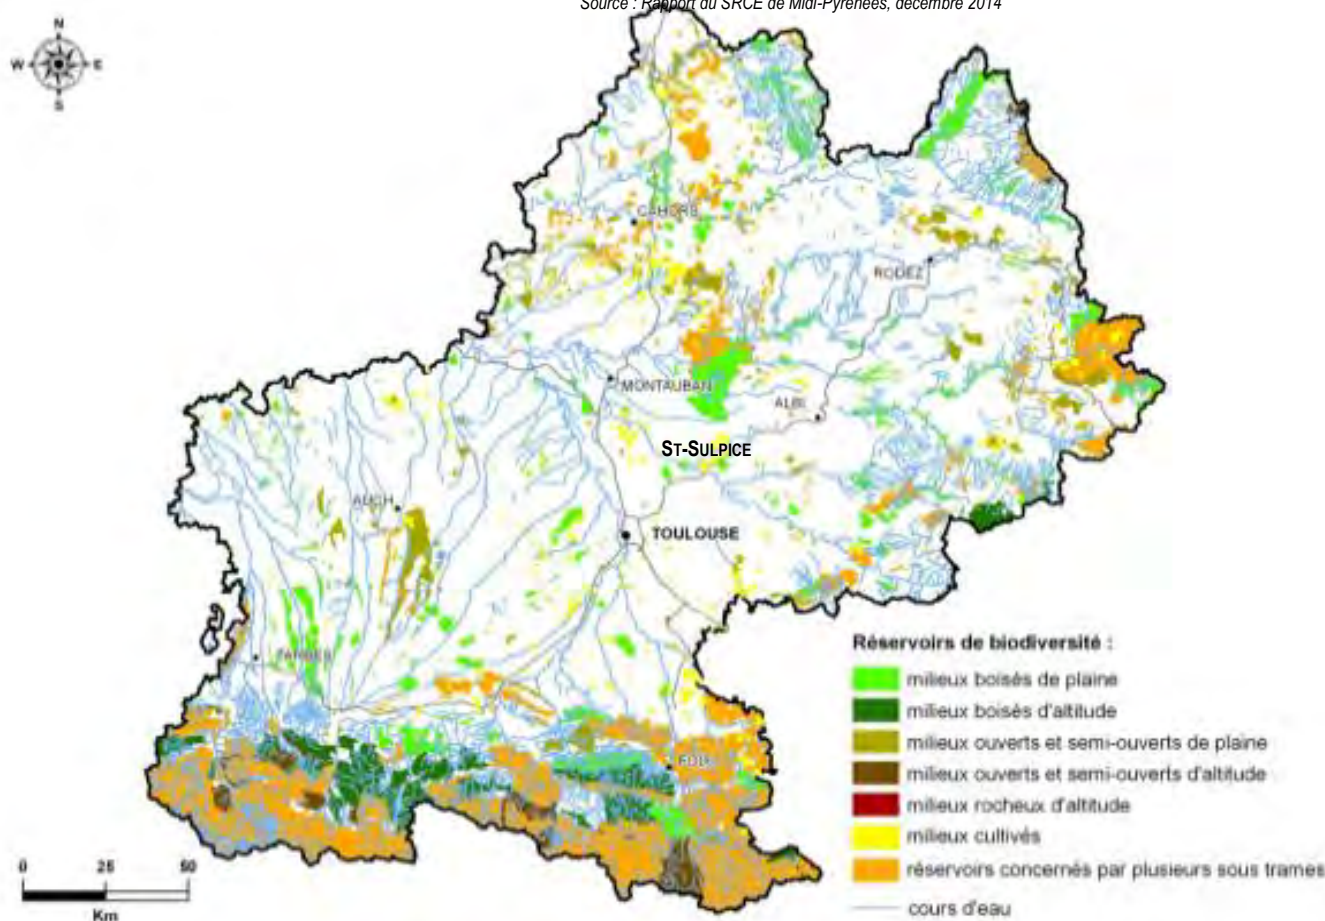 Source : Rapport du SRCE de Midi-Pyrénées, décembre 2014
N
W E
S
CAHORS
RODEZ
MONTAUBAN
ALBI
ST-SULPICE
AUCH
TOULOUSE
TARBES
FOIX
Réservoirs de biodiversité :
milieux boisés de plaine
milieux boisés d'altitude
milieux ouverts et semi-ouverts de plaine
milieux ouverts et semi-ouverts d'altitude
milieux rocheux d'altitude
milieux cultivés
réservoirs concernés par plusieurs sous trames
cours d'eau
0 25 50
Km